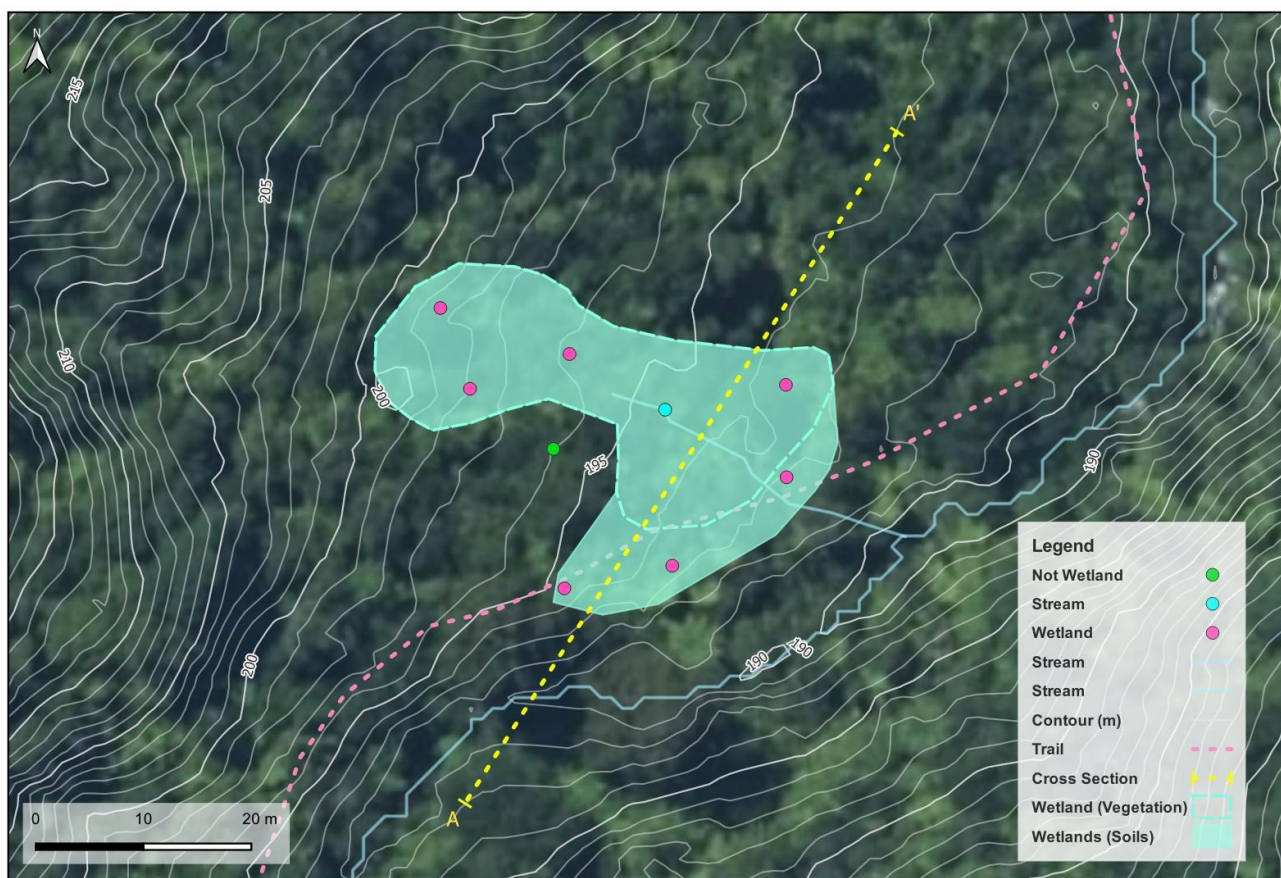 N
215
A'
205
210
200
195
190
200
190
190
A
0 10 20 m
Legend
Not Wetland
Stream
Wetland
Stream
Stream
Contour (m)
Trail
Cross Section
Wetland (Vegetation)
Wetlands (Soils)